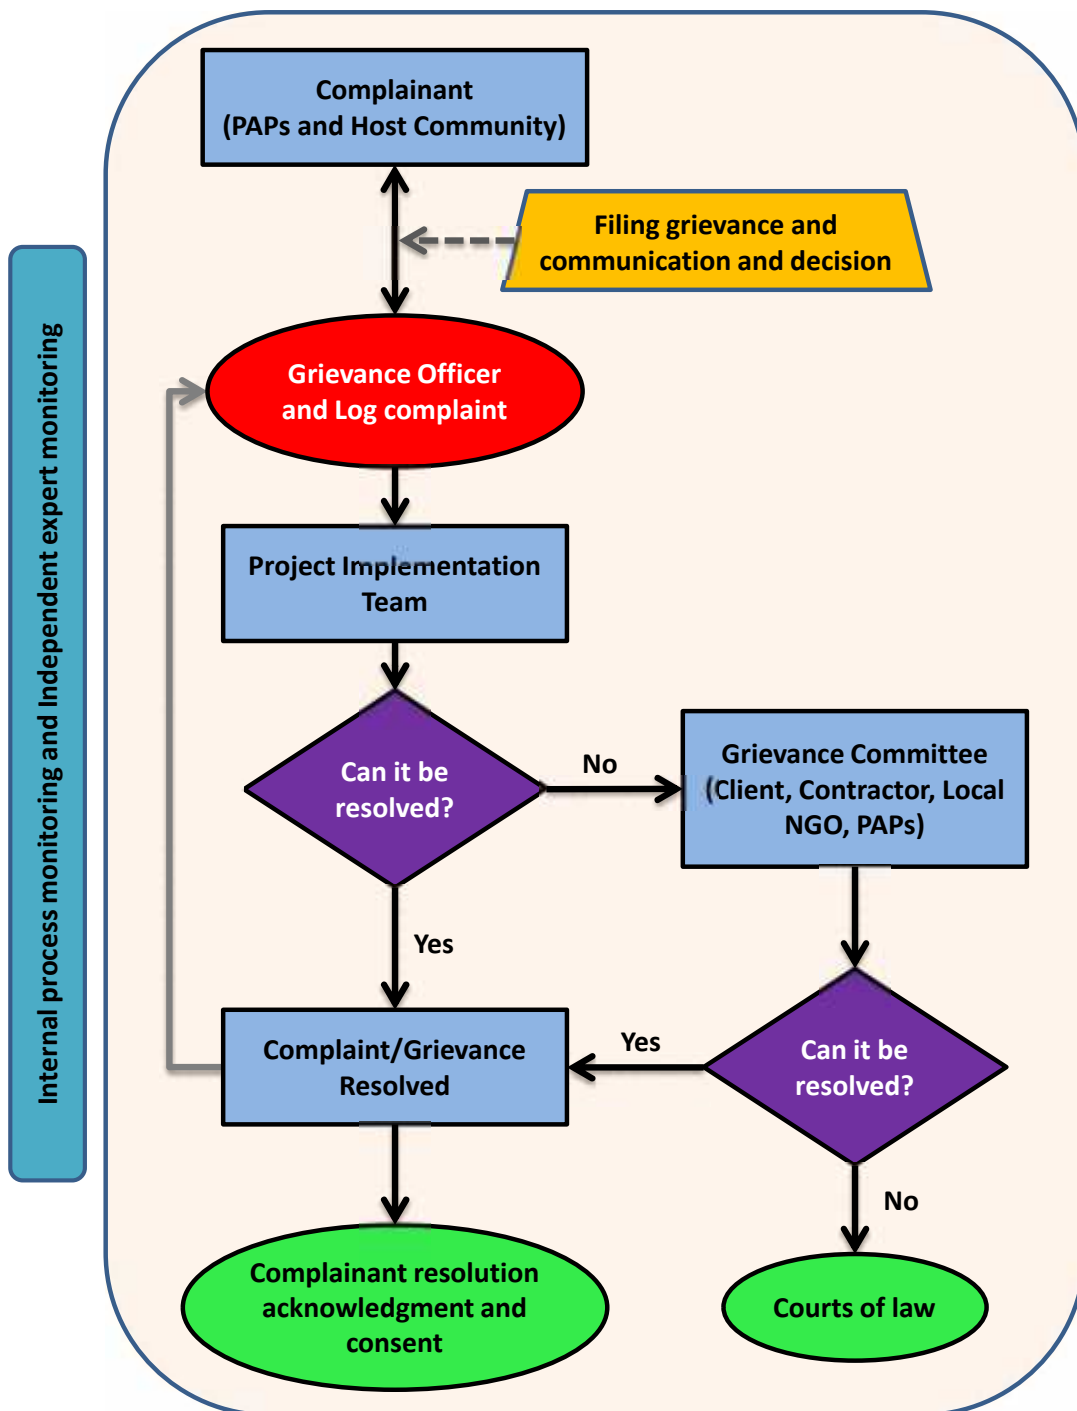 Complainant
(PAPs and Host Community)
Filing grievance and
communication and decision
Internal process monitoring and Independent expert monitoring
Grievance Officer
and Log complaint
Project Implementation
Team
Can it be
resolved?
No
Grievance Committee
(Client, Contractor, Local
NGO, PAPs)
Yes
Complaint/Grievance
Resolved
Yes
Can it be
resolved?
No
Complainant resolution
acknowledgment and
consent
Courts of law